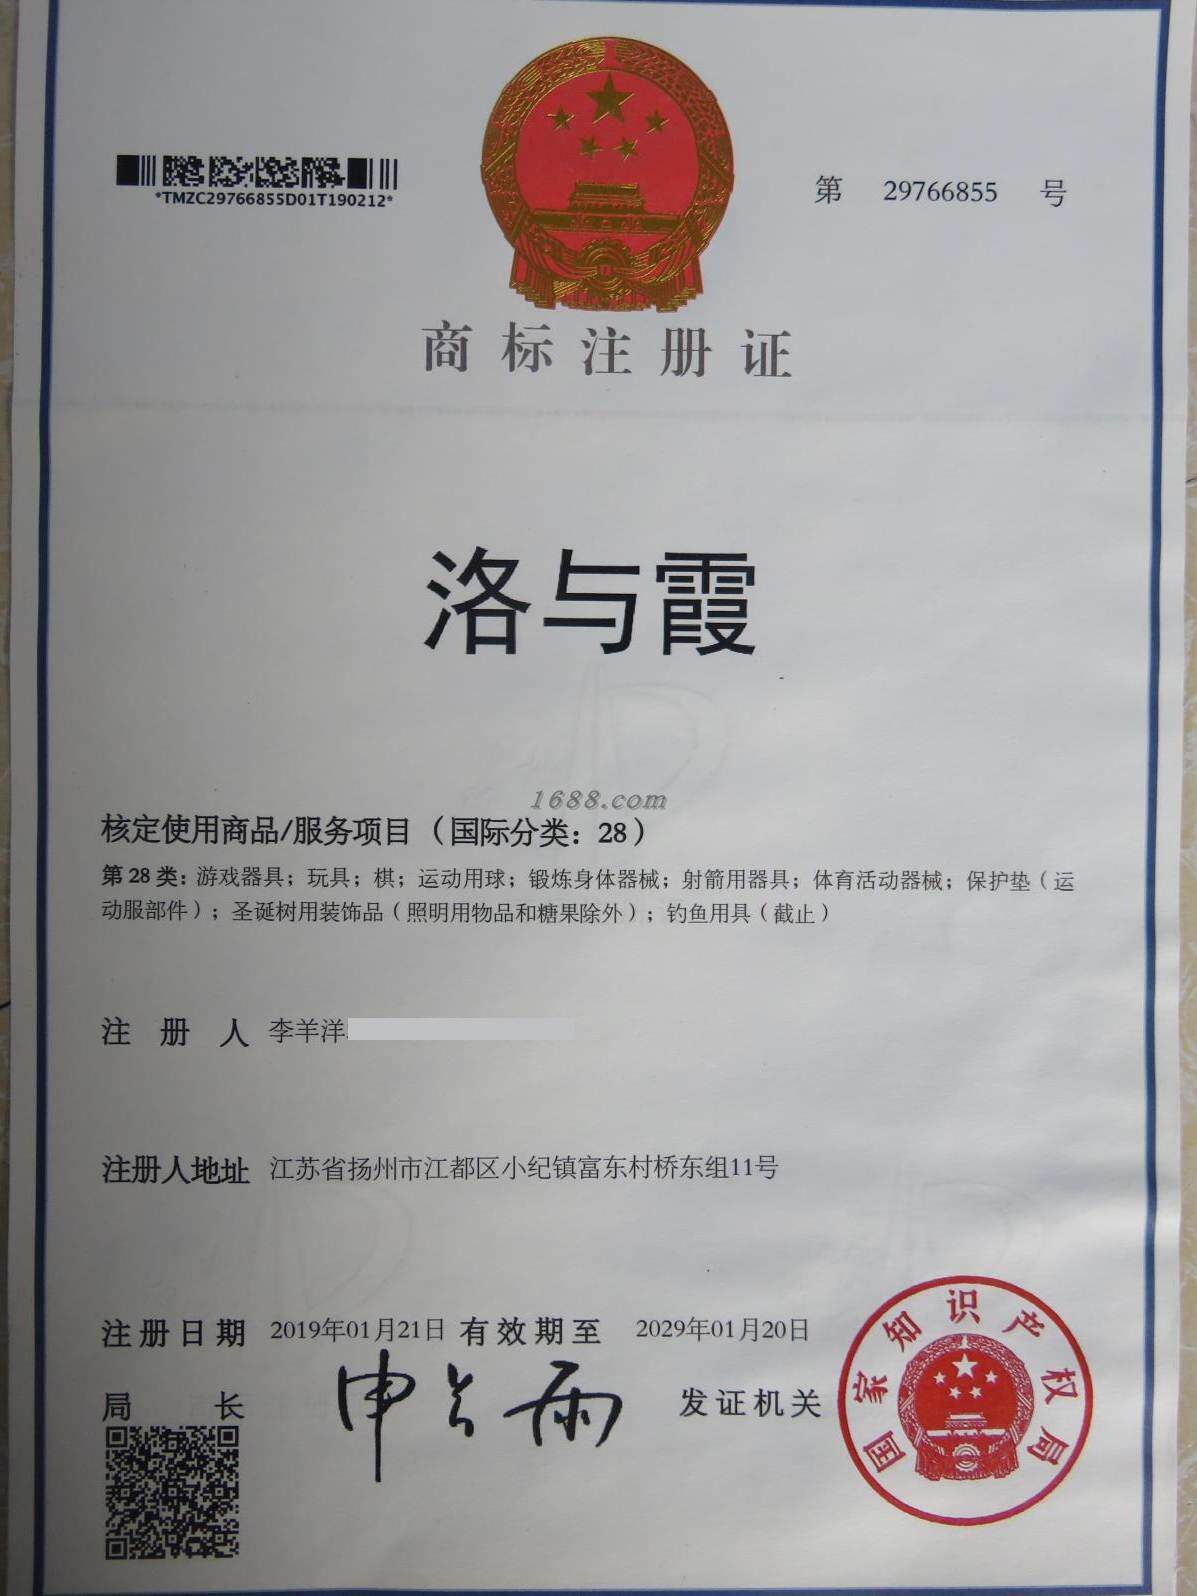 *TMZC29766855D01T190212*
第 29766855 号
商标注册证
洛与霞
1688.com
核定使用商品/服务项目（国际分类：28）
第28类：游戏器具；玩具；棋；运动用球；锻炼身体器械；射箭用器具；体育活动器械；保护垫（运
动服部件）；圣诞树用装饰品（照明用物品和糖果除外）；钓鱼用具（截止）
注册人 李羊洋
注册人地址 江苏省扬州市江都区小纪镇富东村桥东组11号
注册日期 2019年01月21日 有效期至 2029年01月20日
局长 申长雨 发证机关
国家知识产权局